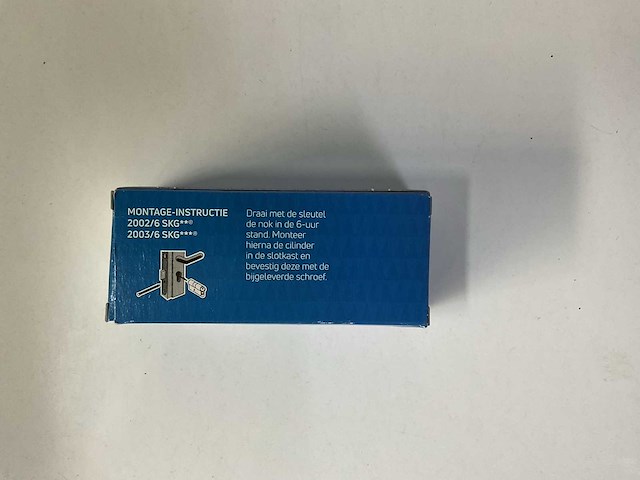 MONTAGE-INSTRUCTIE
2002/6 SKG**®
2003/6 SKG***®
Draai met de sleutel
de nok in de 6-uur
stand. Monteer
hierna de cilinder
in de slotkast en
bevestig deze met de
bijgeleverde schroef.